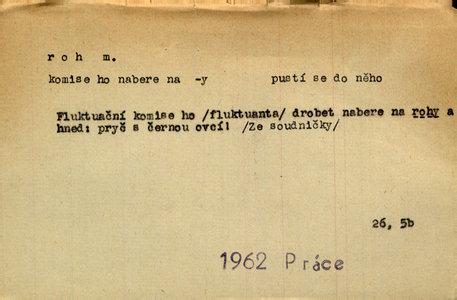 roh m.
komise ho nabere na -y pustí se do něho
Fluktuační komise ho /fluktuanta/ drobet nabere na rohy a
hned: pryč s černou ovcí! /Ze soudničky/
26, 5b
1962 Práce